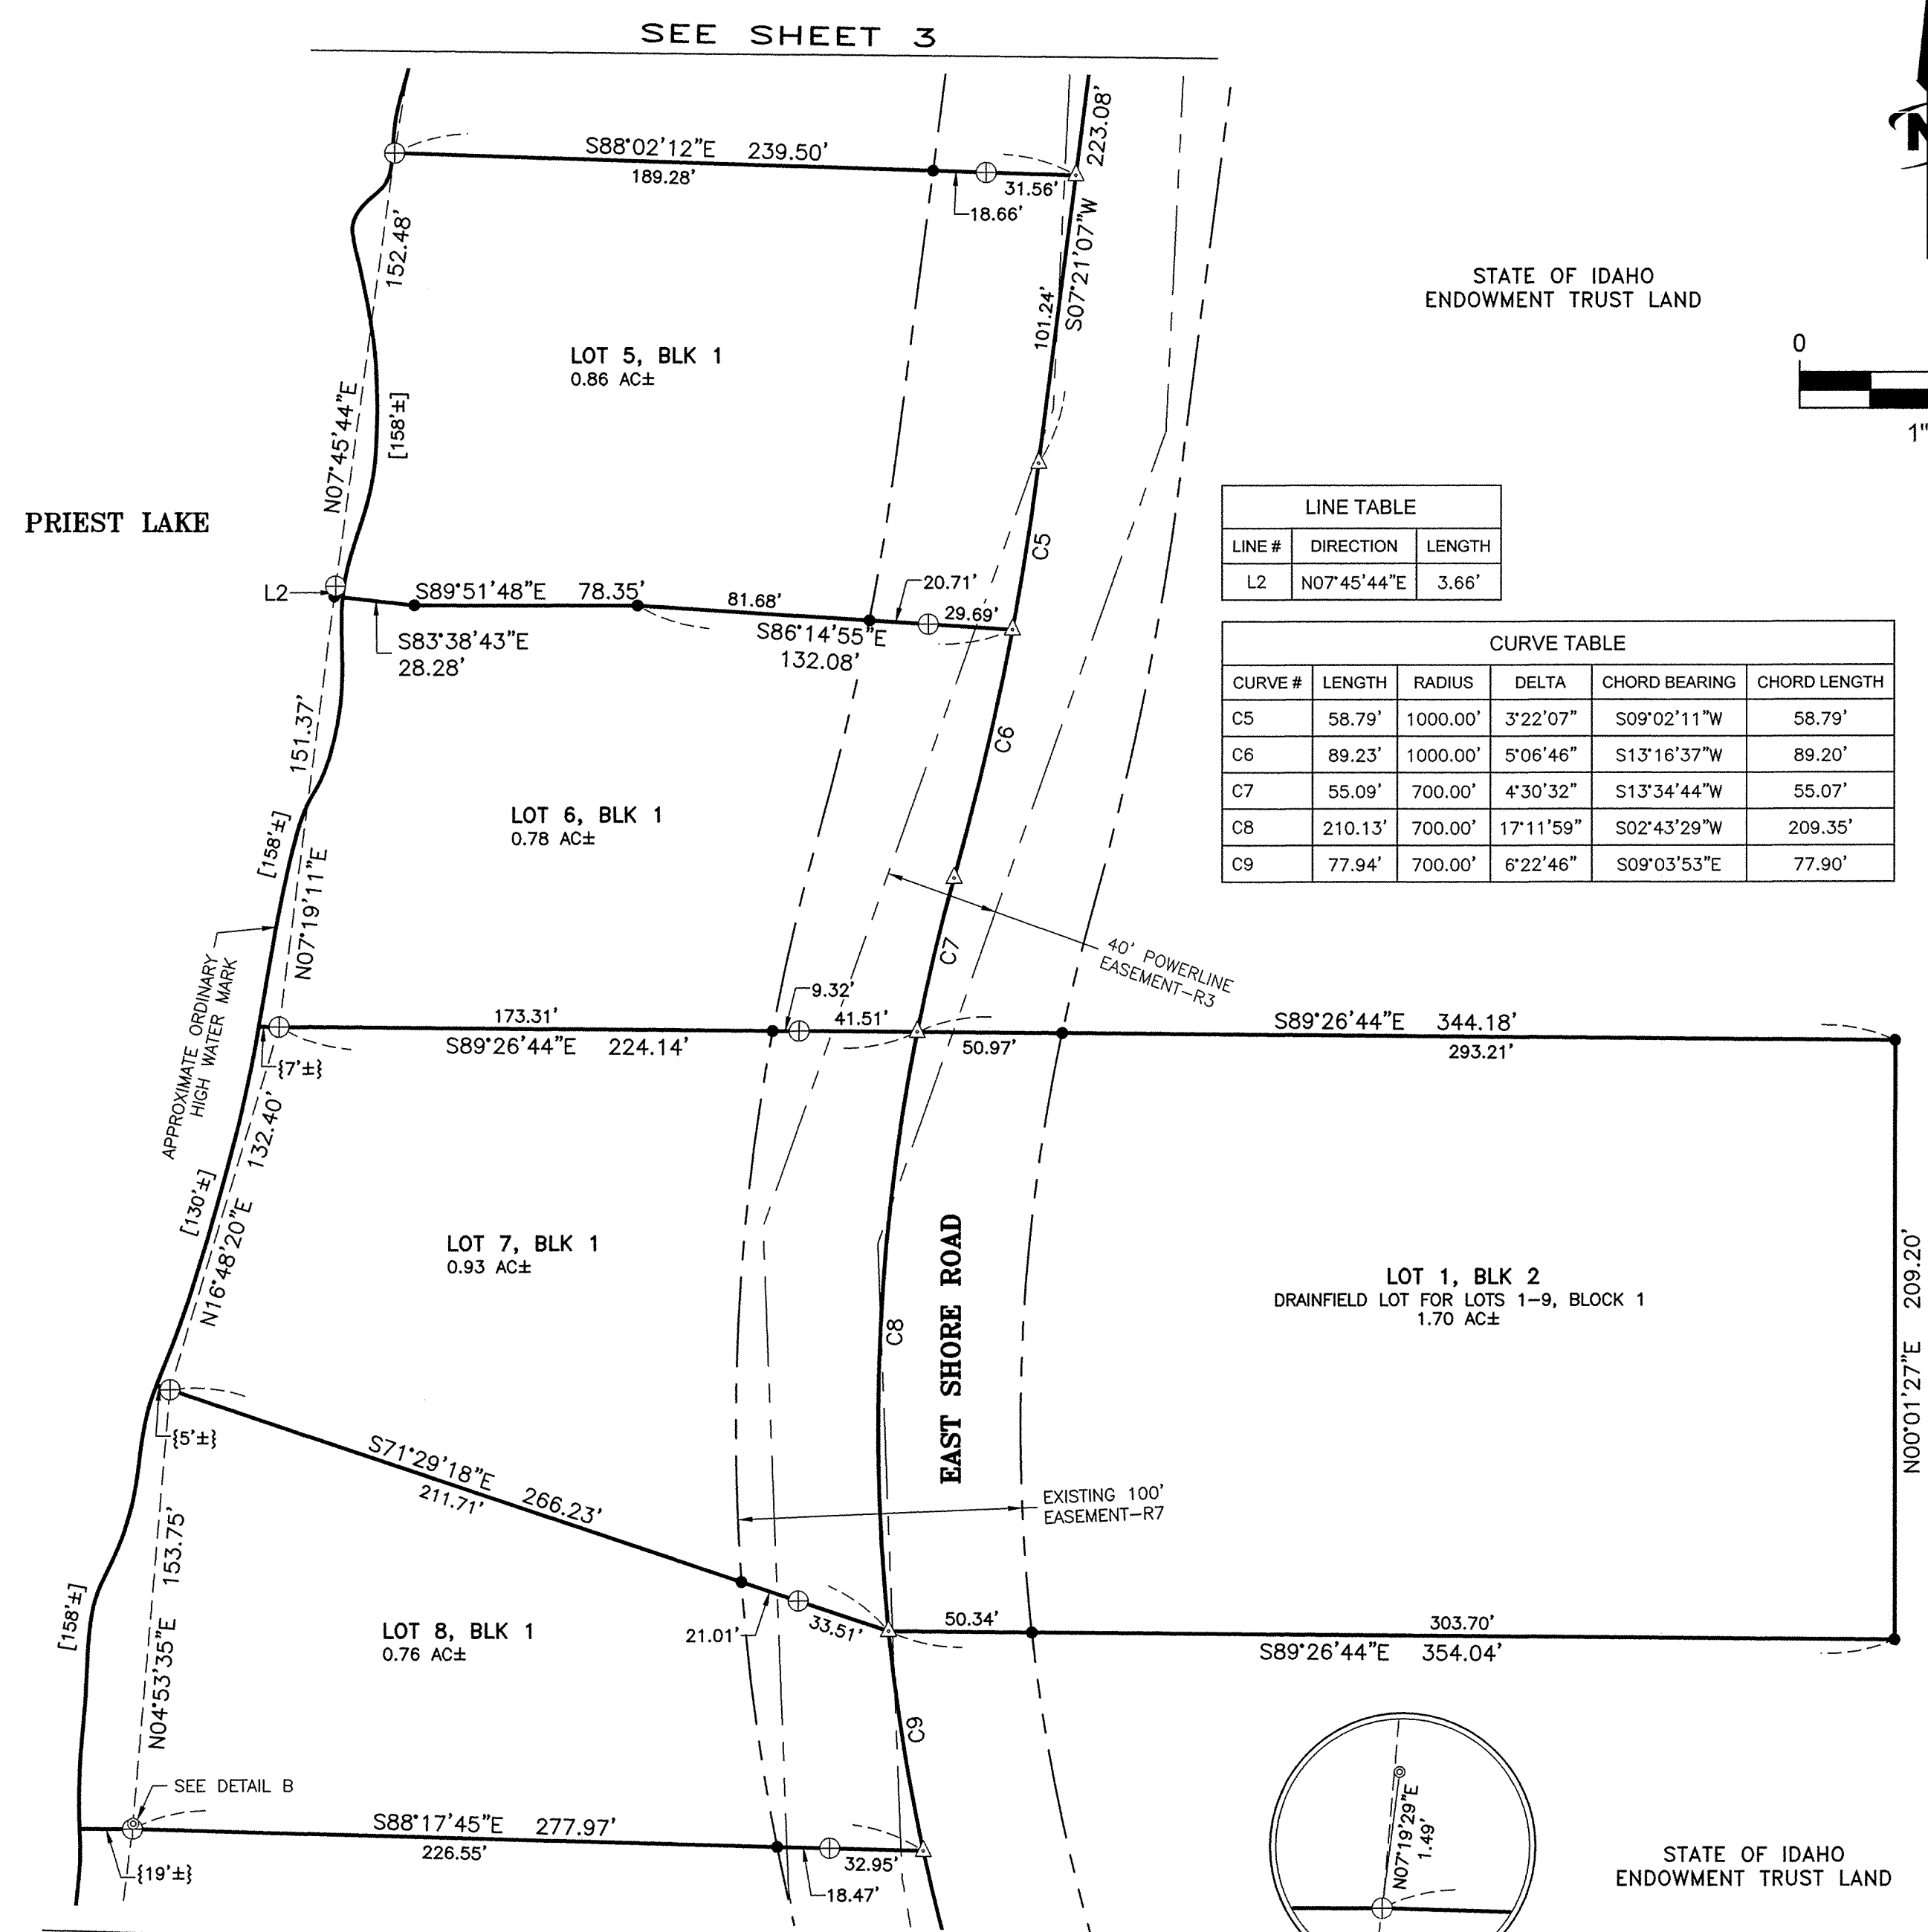 SEE SHEET 3
S88°02'12"E 239.50'
189.28'
18.66'
31.56'
223.08'
S07°21'07"W
101.24'
152.48'
N07°45'44"E
[158'±]
LOT 5, BLK 1
0.86 AC±
STATE OF IDAHO
ENDOWMENT TRUST LAND
0
1"
PRIEST LAKE
L2
S89°51'48"E 78.35'
S83°38'43"E
28.28'
81.68'
S86°14'55"E
132.08'
20.71'
29.69'
C5
LINE TABLE
LINE # DIRECTION LENGTH
L2 N07°45'44"E 3.66'
CURVE TABLE
CURVE # LENGTH RADIUS DELTA CHORD BEARING CHORD LENGTH
C5 58.79' 1000.00' 3°22'07" S09°02'11"W 58.79'
C6 89.23' 1000.00' 5°06'46" S13°16'37"W 89.20'
C7 55.09' 700.00' 4°30'32" S13°34'44"W 55.07'
C8 210.13' 700.00' 17°11'59" S02°43'29"W 209.35'
C9 77.94' 700.00' 6°22'46" S09°03'53"E 77.90'
151.37'
[158'±]
N07°19'11"E
LOT 6, BLK 1
0.78 AC±
C6
C7
40' POWERLINE
EASEMENT-R3
APPROXIMATE ORDINARY
HIGH WATER MARK
173.31'
S89°26'44"E 224.14'
{7'±}
9.32'
41.51'
50.97'
S89°26'44"E 344.18'
293.21'
132.40'
[130'±]
N16°48'20"E
LOT 7, BLK 1
0.93 AC±
C8
EAST SHORE ROAD
LOT 1, BLK 2
DRAINFIELD LOT FOR LOTS 1-9, BLOCK 1
1.70 AC±
N00°01'27"E 209.20'
{5'±}
S71°29'18"E 266.23'
211.71'
EXISTING 100'
EASEMENT-R7
21.01'
33.51'
50.34'
303.70'
S89°26'44"E 354.04'
153.75'
[158'±]
N04°53'35"E
LOT 8, BLK 1
0.76 AC±
C9
SEE DETAIL B
S88°17'45"E 277.97'
226.55'
{19'±}
18.47'
32.95'
N07°19'29"E
1.49'
STATE OF IDAHO
ENDOWMENT TRUST LAND